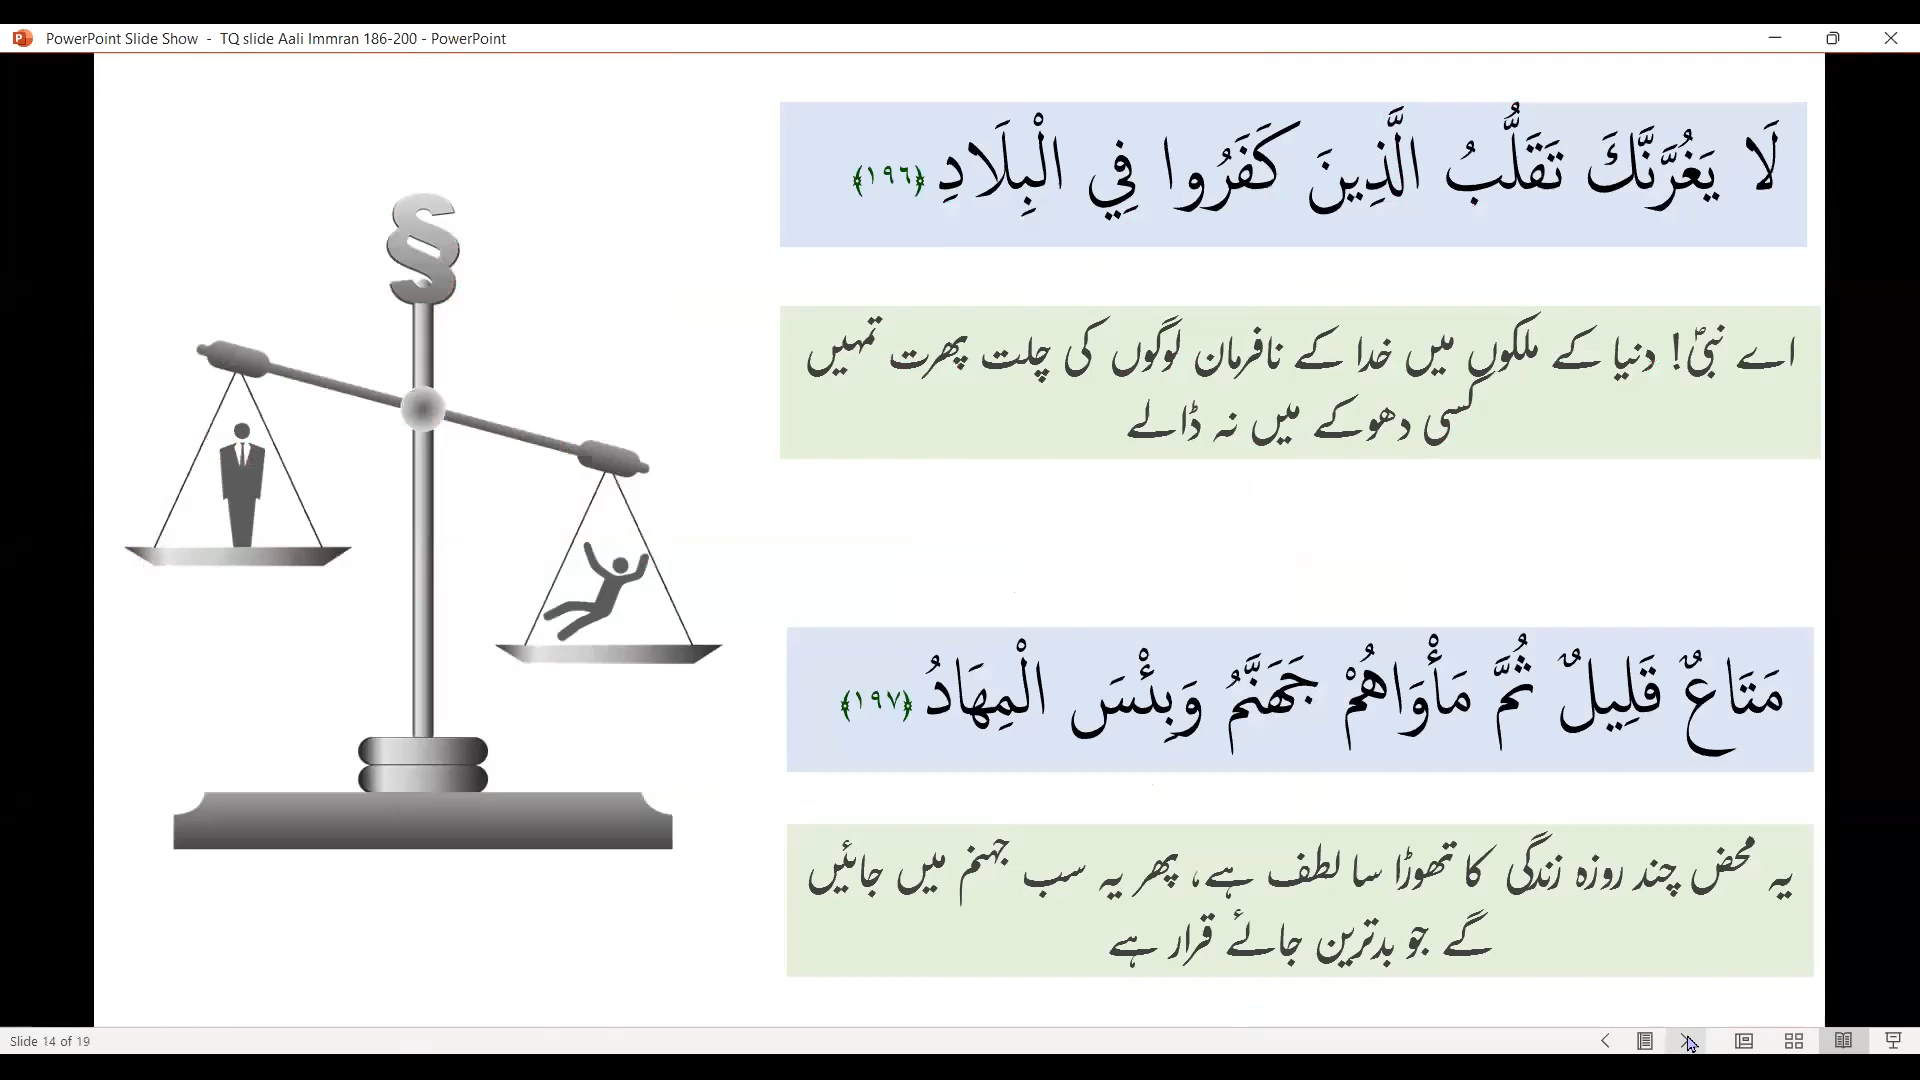 PowerPoint Slide Show - TQ slide Aali Immran 186-200 - PowerPoint
§
لَا يَغُرَّنَّكَ تَقَلُّبُ الَّذِينَ كَفَرُوا فِي الْبِلَادِ ﴿١٩٦﴾
اے نبیؐ! دنیا کے ملکوں میں خدا کے نافرمان لوگوں کی چلت پھرت تمہیں
کسی دھوکے میں نہ ڈالے
مَتَاعٌ قَلِيلٌ ثُمَّ مَأْوَاهُمْ جَهَنَّمُ وَبِئْسَ الْمِهَادُ ﴿١٩٧﴾
یہ محض چند روزہ زندگی کا تھوڑا سا لطف ہے، پھر یہ سب جہنم میں جائیں
گے جو بدترین جائے قرار ہے
Slide 14 of 19